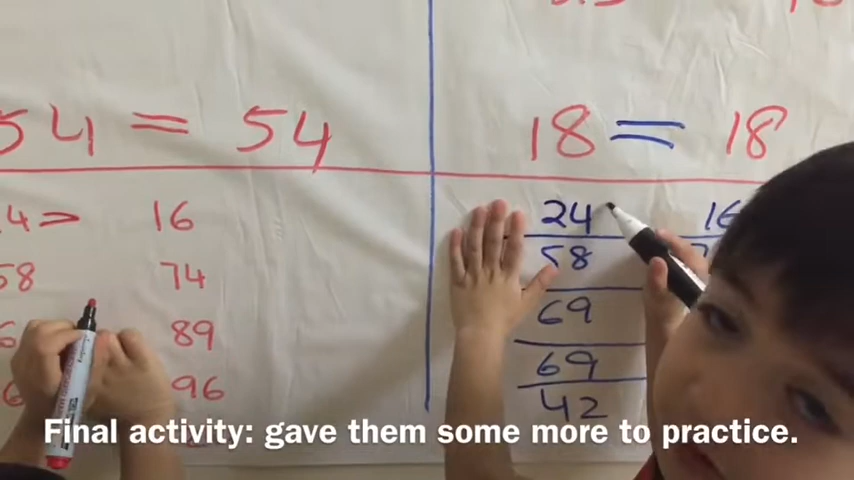 54 = 54
18 = 18
4 > 16
24 16
58 74
58
89
69
96
69
42
Final activity: gave them some more to practice.